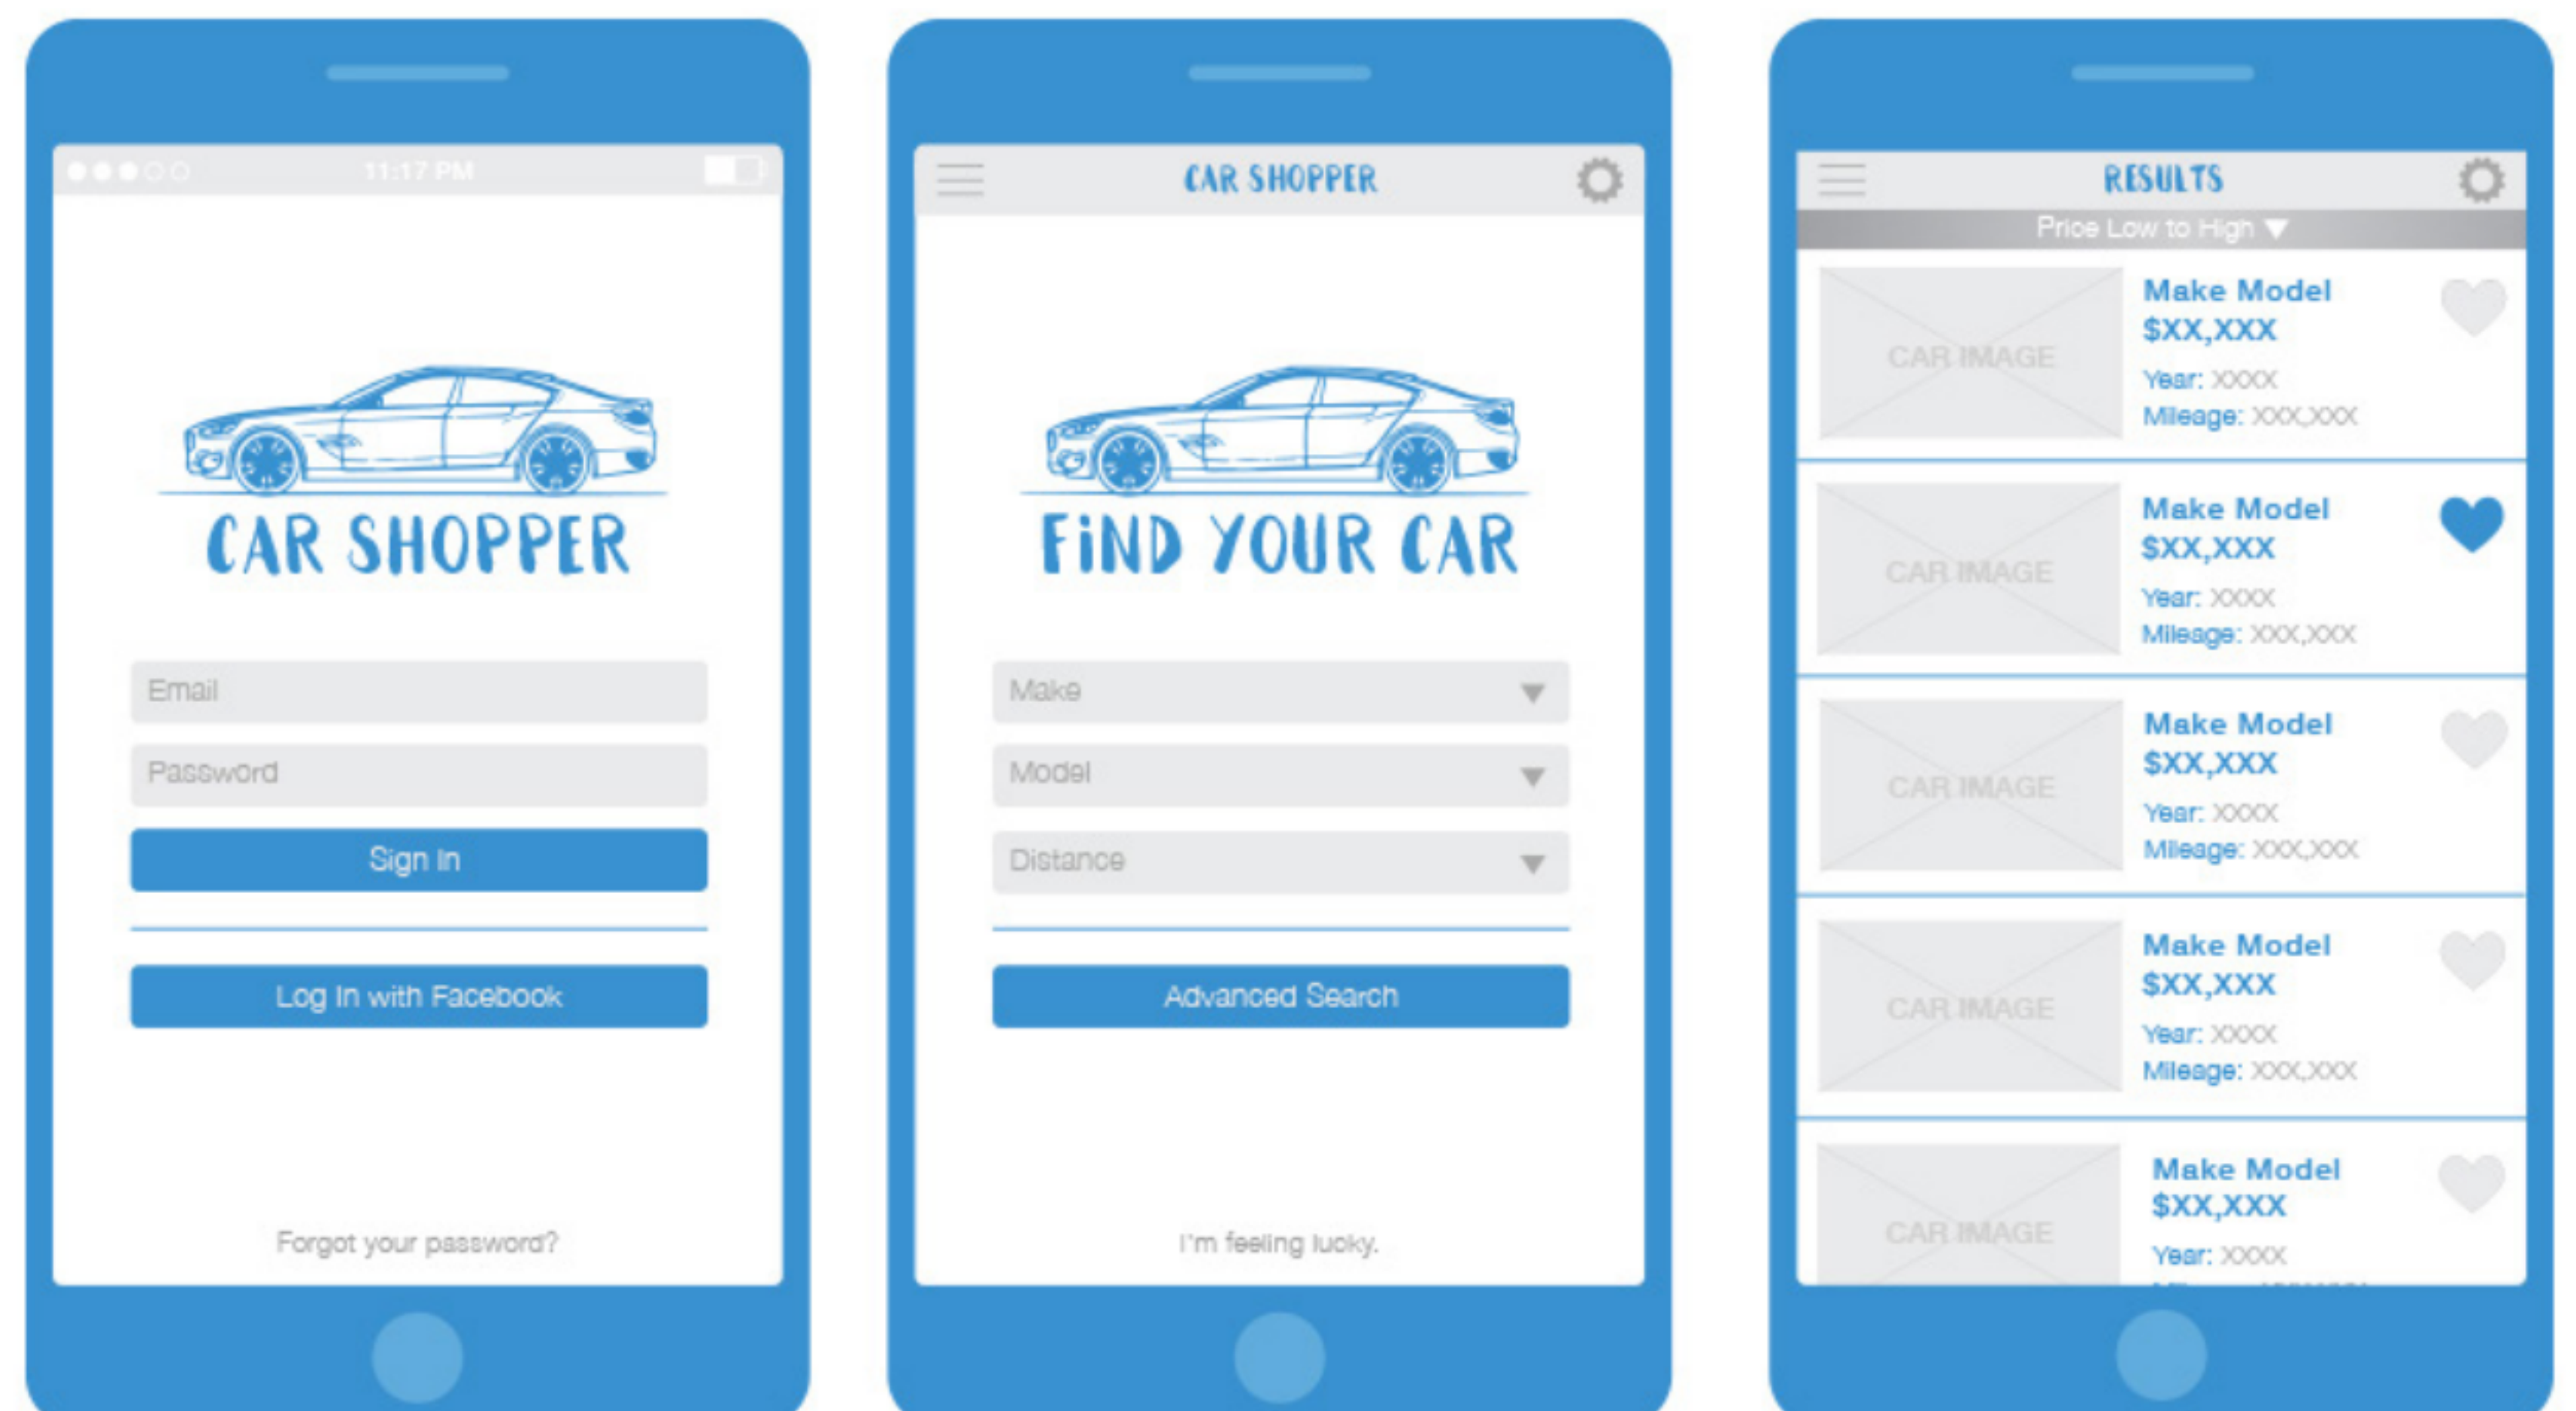 11:17 PM
CAR SHOPPER
Email
Password
Sign In
Log In with Facebook
Forgot your password?
CAR SHOPPER
FiND YOUR CAR
Make
Model
Distance
Advanced Search
I'm feeling lucky.
RESULTS
Price Low to High
CAR IMAGE
Make Model
$XX,XXX
Year: XXXX
Mileage: XXX,XXX
CAR IMAGE
Make Model
$XX,XXX
Year: XXXX
Mileage: XXX,XXX
CAR IMAGE
Make Model
$XX,XXX
Year: XXXX
Mileage: XXX,XXX
CAR IMAGE
Make Model
$XX,XXX
Year: XXXX
Mileage: XXX,XXX
CAR IMAGE
Make Model
$XX,XXX
Year: XXXX